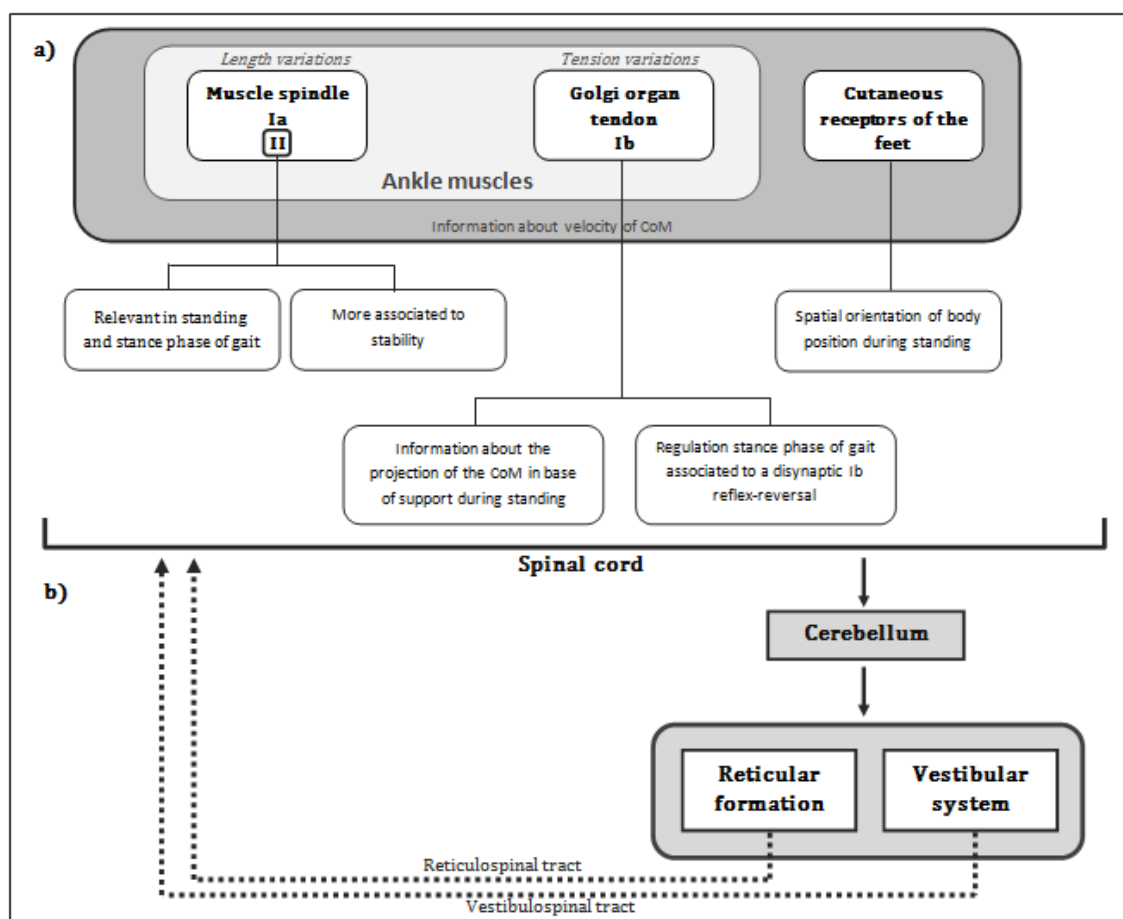 a)
Length variations
Muscle spindle
Ia
II
Tension variations
Golgi organ
tendon
Ib
Cutaneous
receptors of the
feet
Ankle muscles
Information about velocity of CoM
Relevant in standing
and stance phase of gait
More associated to
stability
Spatial orientation of body
position during standing
Information about the
projection of the CoM in base
of support during standing
Regulation stance phase of gait
associated to a disynaptic Ib
reflex-reversal
Spinal cord
b)
Cerebellum
Reticular
formation
Vestibular
system
Reticulospinal tract
Vestibulospinal tract